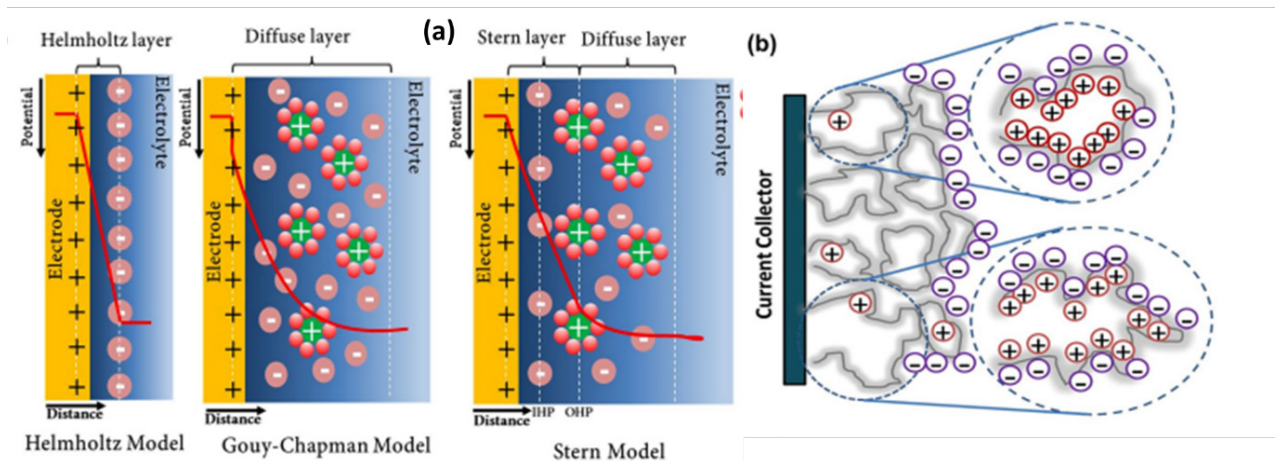 Helmholtz layer
Potential
Electrode
Electrolyte
Distance
Helmholtz Model
Diffuse layer
Potential
Electrode
Electrolyte
Distance
Gouy-Chapman Model
(a)
Stern layer
Diffuse layer
Potential
Electrode
Electrolyte
Distance
IHP
OHP
Stern Model
(b)
Current Collector